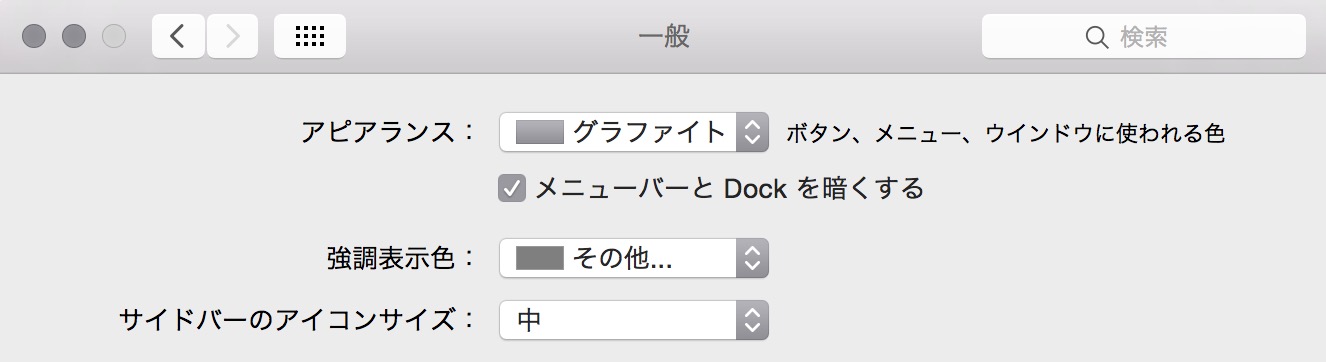 一般
検索
アピアランス： グラファイト ボタン、メニュー、ウインドウに使われる色
メニューバーと Dock を暗くする
強調表示色： その他...
サイドバーのアイコンサイズ： 中